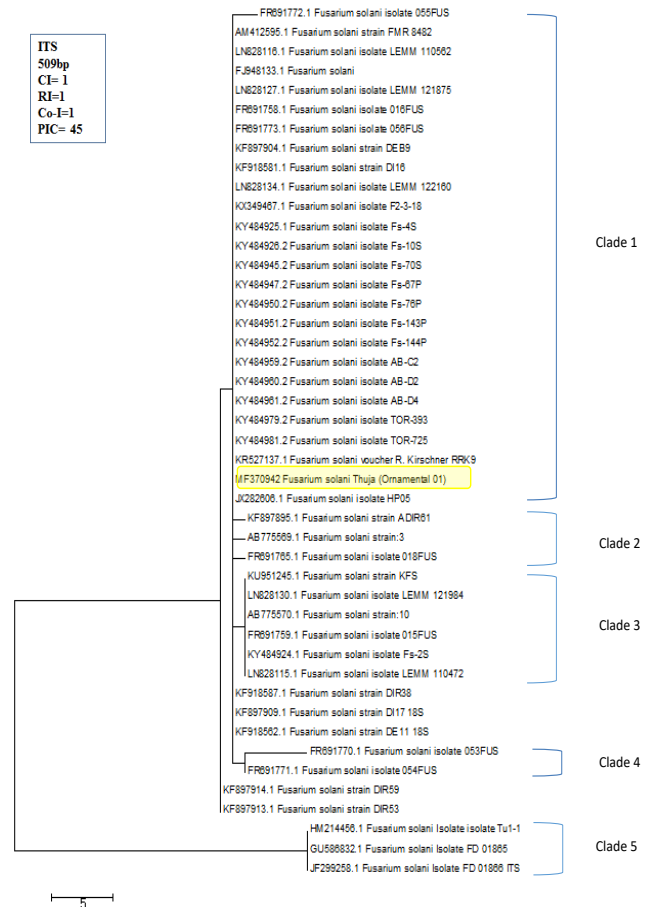 FR691772.1 Fusarium solani isolate 055FUS
AM412595.1 Fusarium solani strain FMR 8482
LN828116.1 Fusarium solani isolate LEMM 110562
FJ948133.1 Fusarium solani
LN828127.1 Fusarium solani isolate LEMM 121875
FR691758.1 Fusarium solani isolate 016FUS
FR691773.1 Fusarium solani isolate 056FUS
KF897904.1 Fusarium solani strain DEB9
KF918581.1 Fusarium solani strain DI16
LN828134.1 Fusarium solani isolate LEMM 122160
KX349467.1 Fusarium solani isolate F2-3-18
KY484925.1 Fusarium solani isolate Fs-4S
KY484926.2 Fusarium solani isolate Fs-10S
KY484945.2 Fusarium solani isolate Fs-70S
KY484947.2 Fusarium solani isolate Fs-67P
KY484950.2 Fusarium solani isolate Fs-76P
KY484951.2 Fusarium solani isolate Fs-143P
KY484952.2 Fusarium solani isolate Fs-144P
KY484959.2 Fusarium solani isolate AB-C2
KY484960.2 Fusarium solani isolate AB-D2
KY484961.2 Fusarium solani isolate AB-D4
KY484979.2 Fusarium solani isolate TOR-393
KY484981.2 Fusarium solani isolate TOR-725
KR527137.1 Fusarium solani voucher R. Kirschner RRK9
MF370942 Fusarium solani Thuja (Ornamental 01)
JX282606.1 Fusarium solani isolate HP05
KF897895.1 Fusarium solani strain ADIR61
AB775569.1 Fusarium solani strain:3
FR691765.1 Fusarium solani isolate 018FUS
KU951245.1 Fusarium solani strain KFS
LN828130.1 Fusarium solani isolate LEMM 121984
AB775570.1 Fusarium solani strain:10
FR691759.1 Fusarium solani isolate 015FUS
KY484924.1 Fusarium solani isolate Fs-2S
LN828115.1 Fusarium solani isolate LEMM 110472
KF918587.1 Fusarium solani strain DIR38
KF897909.1 Fusarium solani strain DI17 18S
KF918562.1 Fusarium solani strain DE11 18S
FR691770.1 Fusarium solani isolate 053FUS
FR691771.1 Fusarium solani isolate 054FUS
KF897914.1 Fusarium solani strain DIR59
KF897913.1 Fusarium solani strain DIR53
HM214456.1 Fusarium solani Isolate isolate Tu1-1
GU586832.1 Fusarium solani Isolate FD 01865
JF299258.1 Fusarium solani Isolate FD 01866 ITS
ITS
509bp
CI= 1
RI=1
Co-I=1
PIC= 45
Clade 1
Clade 2
Clade 3
Clade 4
Clade 5
5